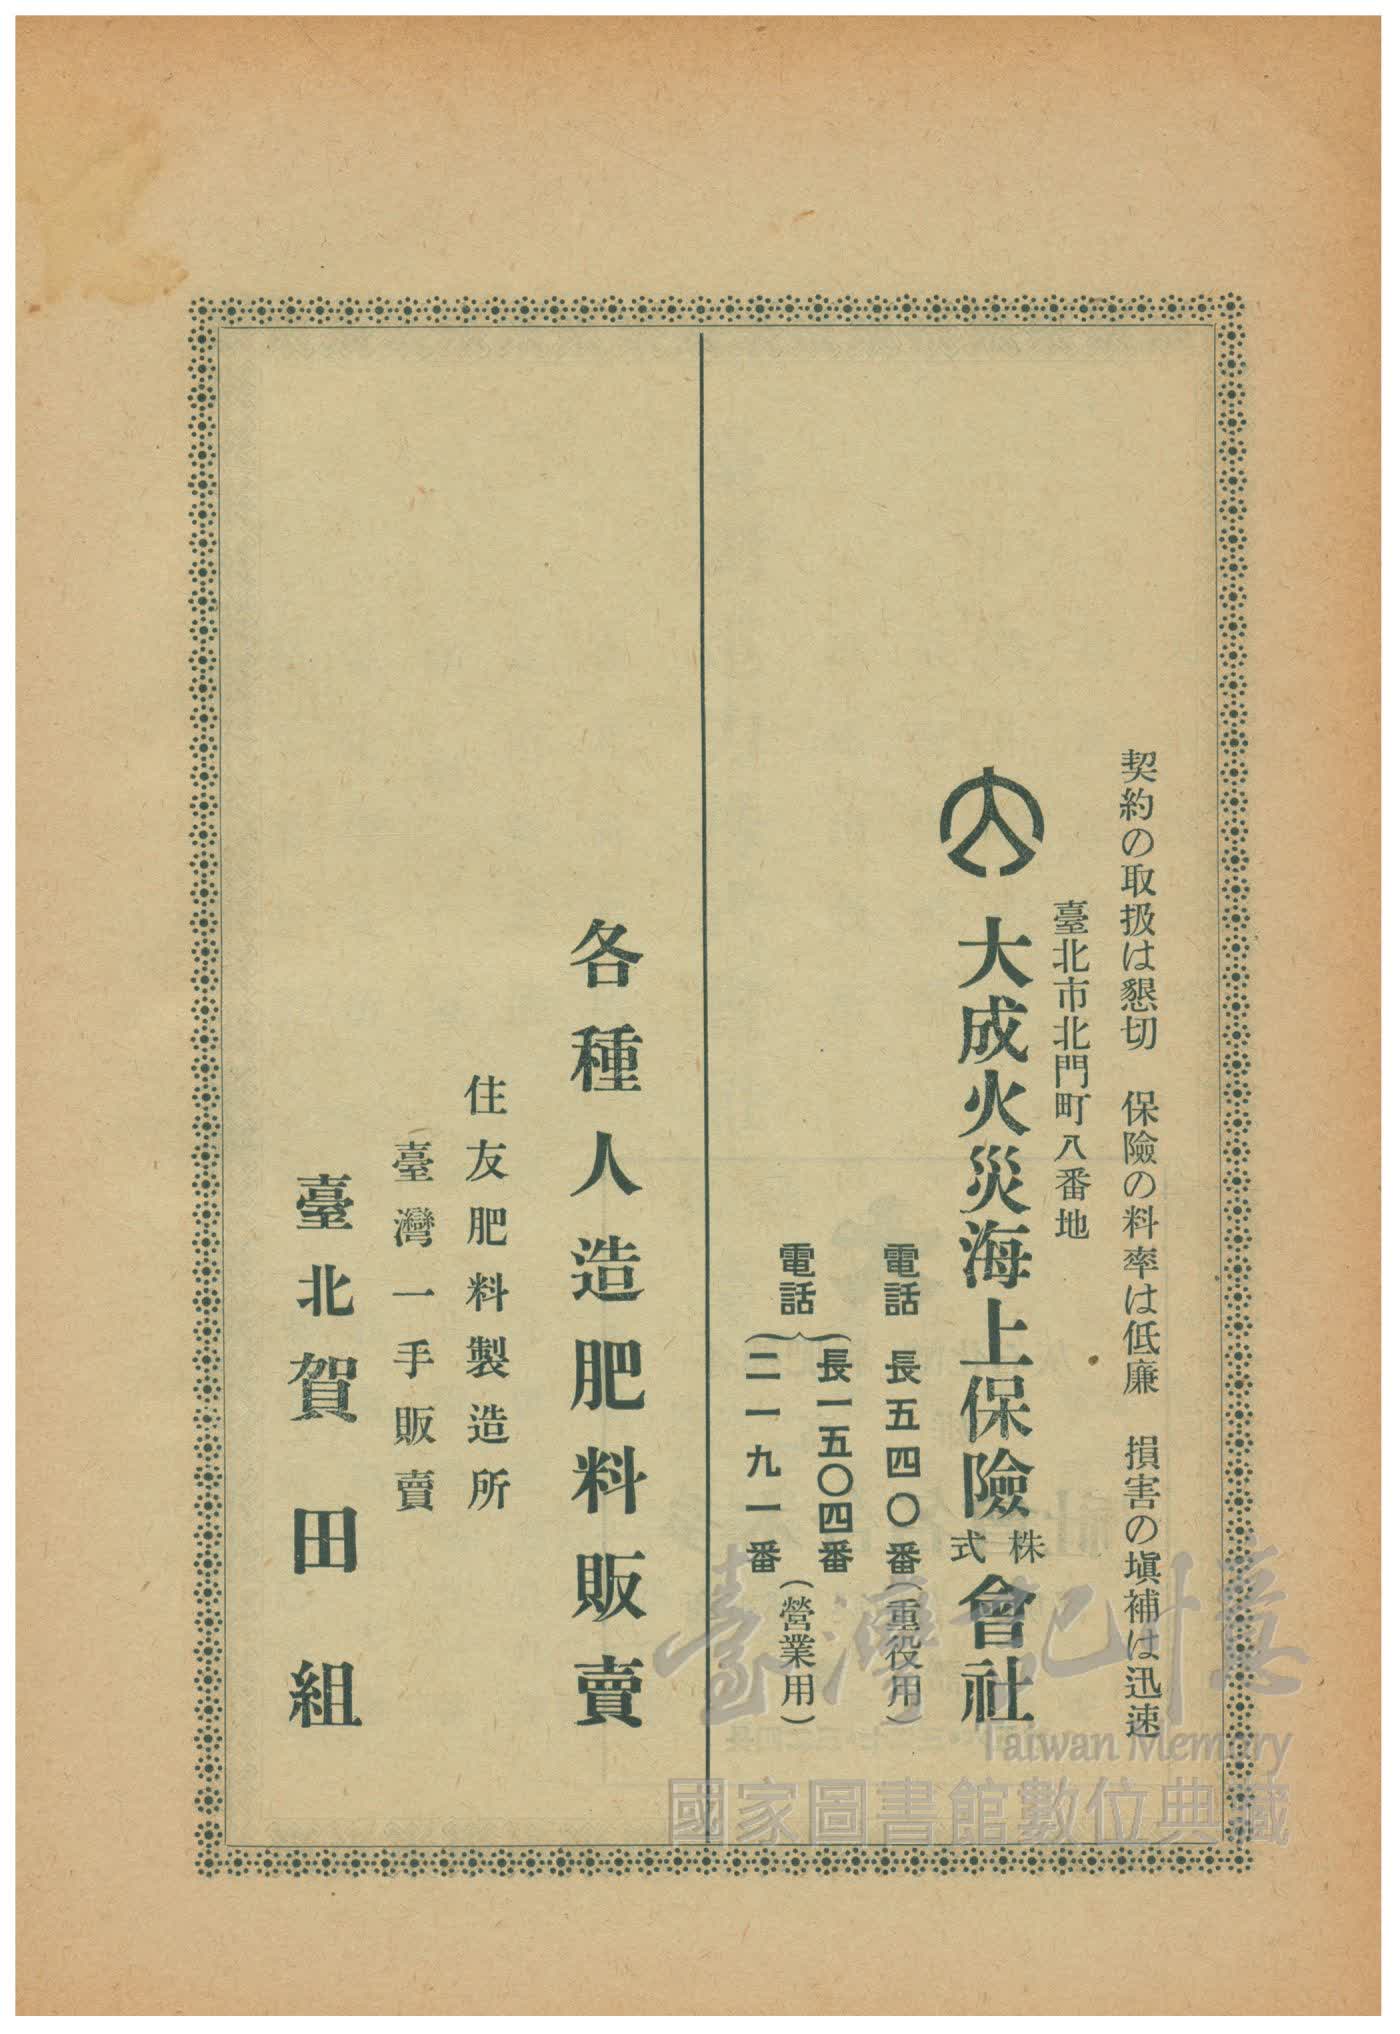 契約の取扱は懇切　保險の料率は低廉　損害の塡補は迅速
臺北市北門町八番地
大成火災海上保險株式會社
電話　長五四〇番（重役用）
電話　長一五〇四番
二一九一番
（營業用）
各種人造肥料販賣
住友肥料製造所
臺灣一手販賣
臺北賀田組
臺灣記憶
Taiwan Memory
國家圖書館數位典藏